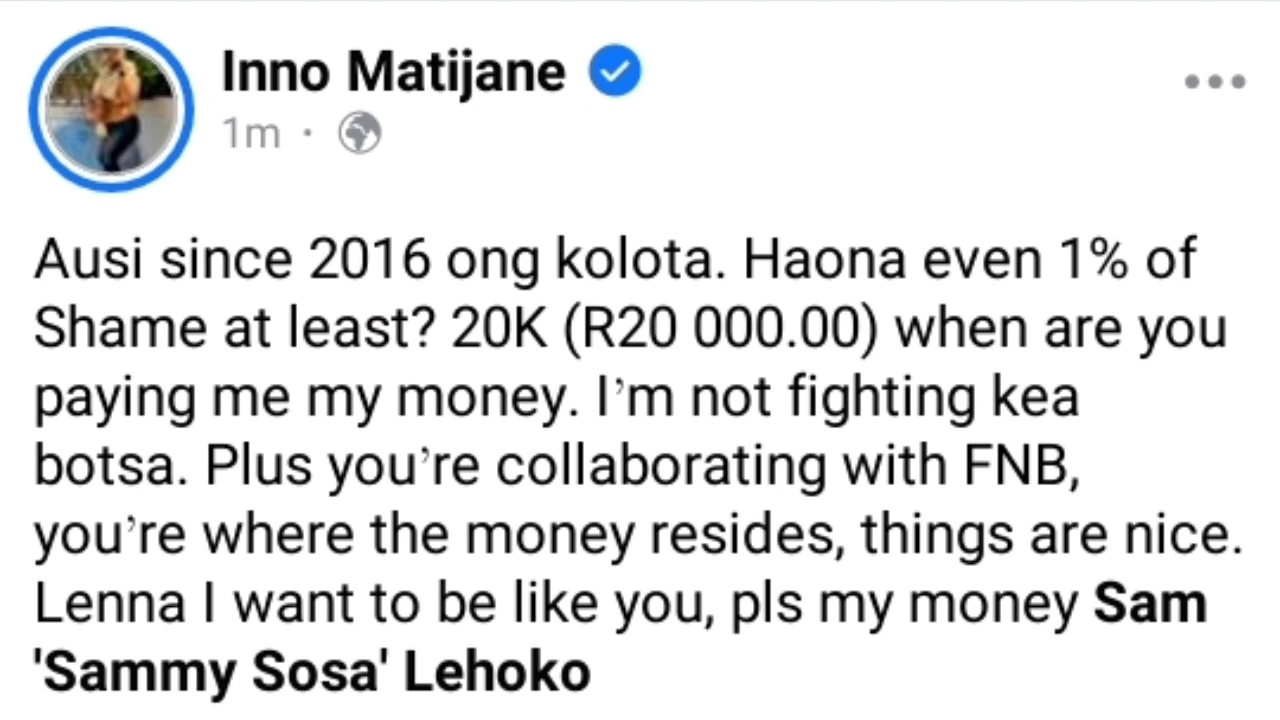 Inno Matijane
1m ·
Ausi since 2016 ong kolota. Haona even 1% of
Shame at least? 20K (R20 000.00) when are you
paying me my money. I’m not fighting kea
botsa. Plus you’re collaborating with FNB,
you’re where the money resides, things are nice.
Lenna I want to be like you, pls my money Sam
'Sammy Sosa' Lehoko